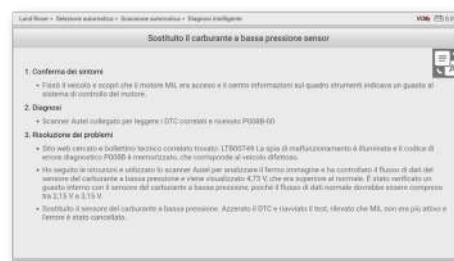 Land Rover > Selezione automatica > Scansione automatica > Diagnosi intelligente
Sostituito il carburante a bassa pressione sensor
1. Conferma dei sintomi
• Fissò il veicolo e scoprì che il motore MIL era acceso e il centro informazioni sul quadro strumenti indicava un guasto al
sistema di controllo del motore.
2. Diagnosi
• Scanner Autel collegato per leggere i DTC correlati e ricevuto P008B-00
3. Risoluzione dei problemi
• Sito web cercato e bollettino tecnico correlato trovato: LTB00749 La spia di malfunzionamento è illuminata e il codice di
errore diagnostico P008B è memorizzato, che corrisponde al veicolo difettoso.
• Ho seguito le istruzioni e utilizzato lo scanner Autel per analizzare il fermo immagine e ha controllato il flusso di dati del
sensore del carburante a bassa pressione e viene visualizzato 4,73 V, che era superiore al normale. È stato verificato un
guasto interno con il sensore del carburante a bassa pressione, poiché il flusso di dati normale dovrebbe essere compreso
tra 2,15 V e 3,15 V.
• Sostituito il sensore del carburante a bassa pressione. Azzerato il DTC e riavviato il test, rilevato che MIL non era più attivo e
l'errore è stato cancellato.